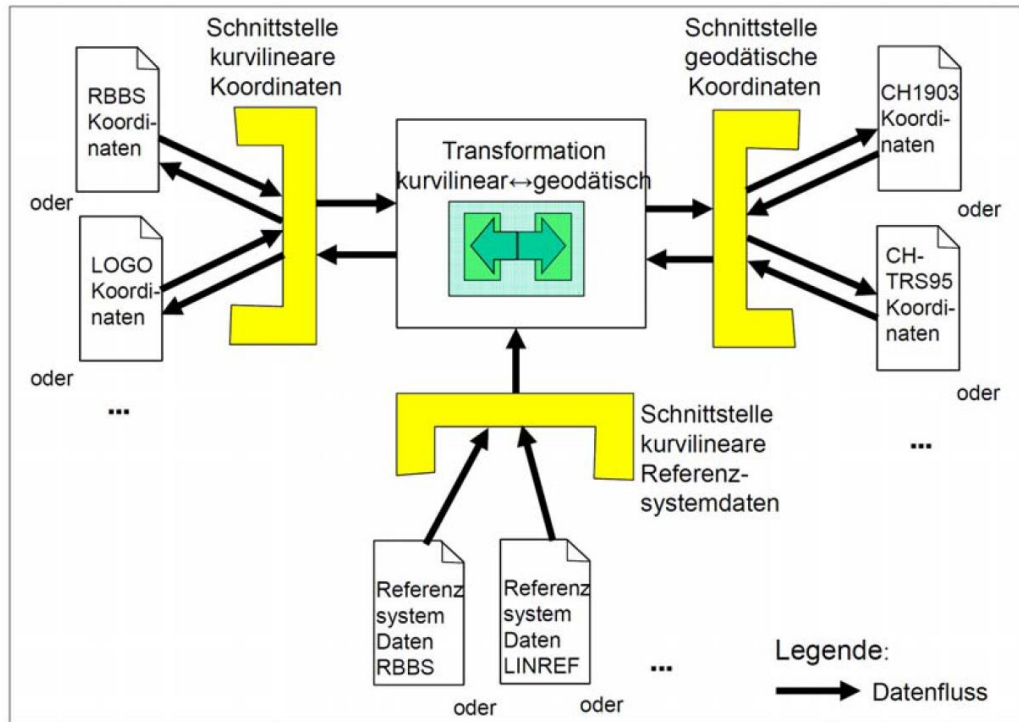 Schnittstelle
kurvilineare
Koordinaten
Schnittstelle
geodätische
Koordinaten
RBBS
Koordi-
naten
oder
LOGO
Koordi-
naten
oder
...
Transformation
kurvilinear↔geodätisch
CH1903
Koordi-
naten
oder
CH-
TRS95
Koordi-
naten
oder
...
Schnittstelle
kurvilineare
Referenz-
systemdaten
Referenz
system
Daten
RBBS
oder
Referenz
system
Daten
LINREF
oder
...
Legende:
Datenfluss